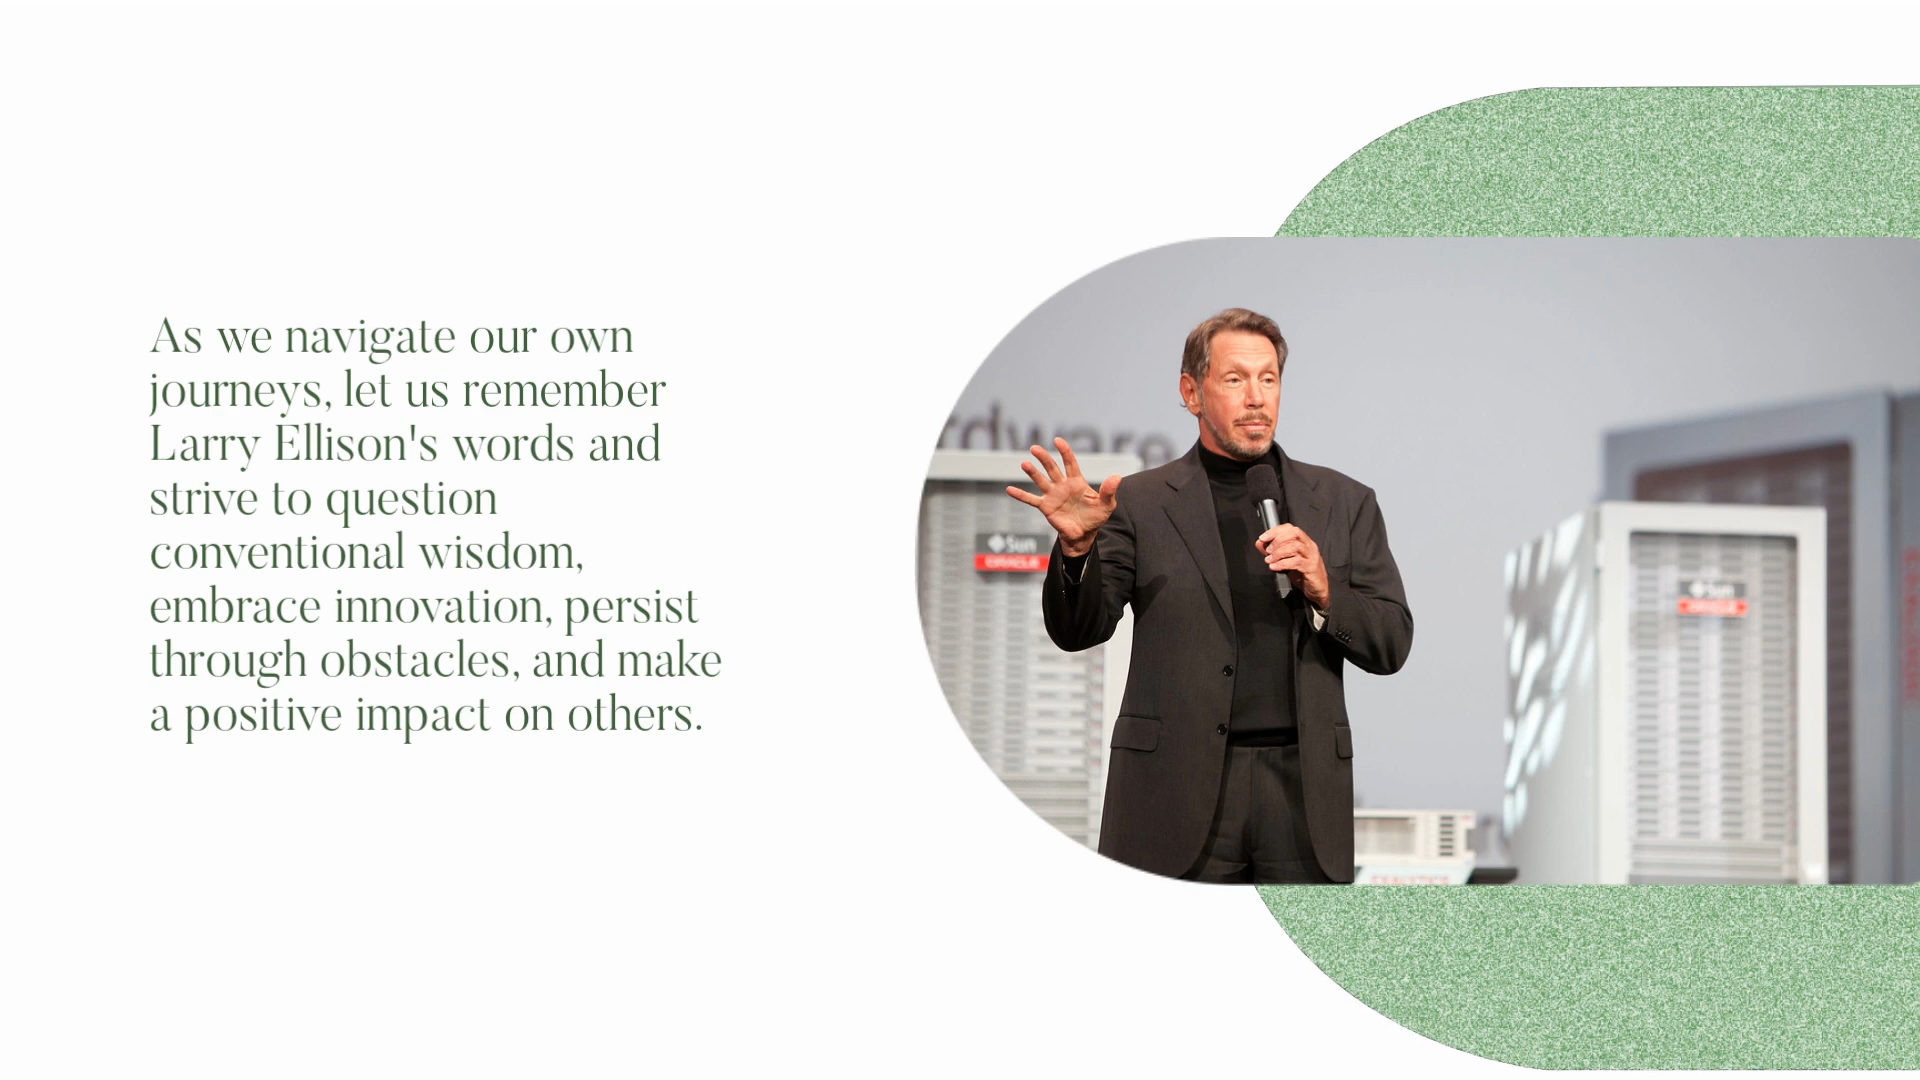 As we navigate our own
journeys, let us remember
Larry Ellison's words and
strive to question
conventional wisdom,
embrace innovation, persist
through obstacles, and make
a positive impact on others.
rdware
Sun
ORACLE
Sun
ORACLE